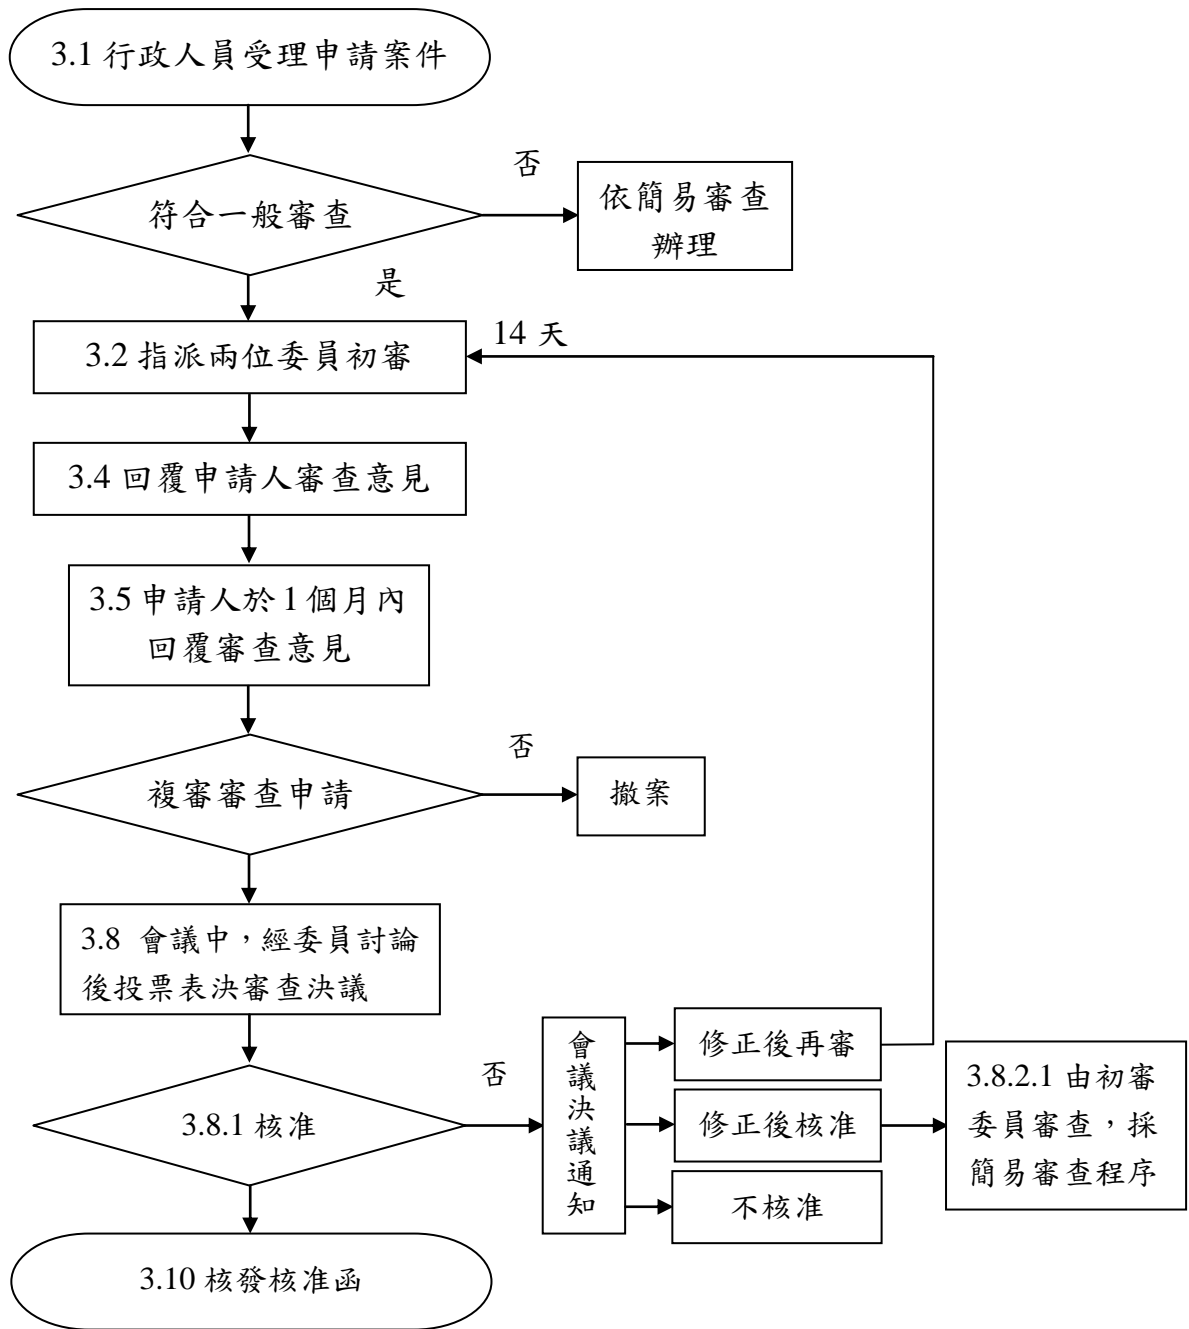 3.1 行政人員受理申請案件
否
符合一般審查
依簡易審查
辦理
是
14 天
3.2 指派兩位委員初審
3.4 回覆申請人審查意見
3.5 申請人於 1 個月內
回覆審查意見
否
複審審查申請
撤案
3.8 會議中，經委員討論
後投票表決審查決議
否
3.8.1 核准
會議決議通知
修正後再審
修正後核准
不核准
3.8.2.1 由初審
委員審查，採
簡易審查程序
3.10 核發核准函